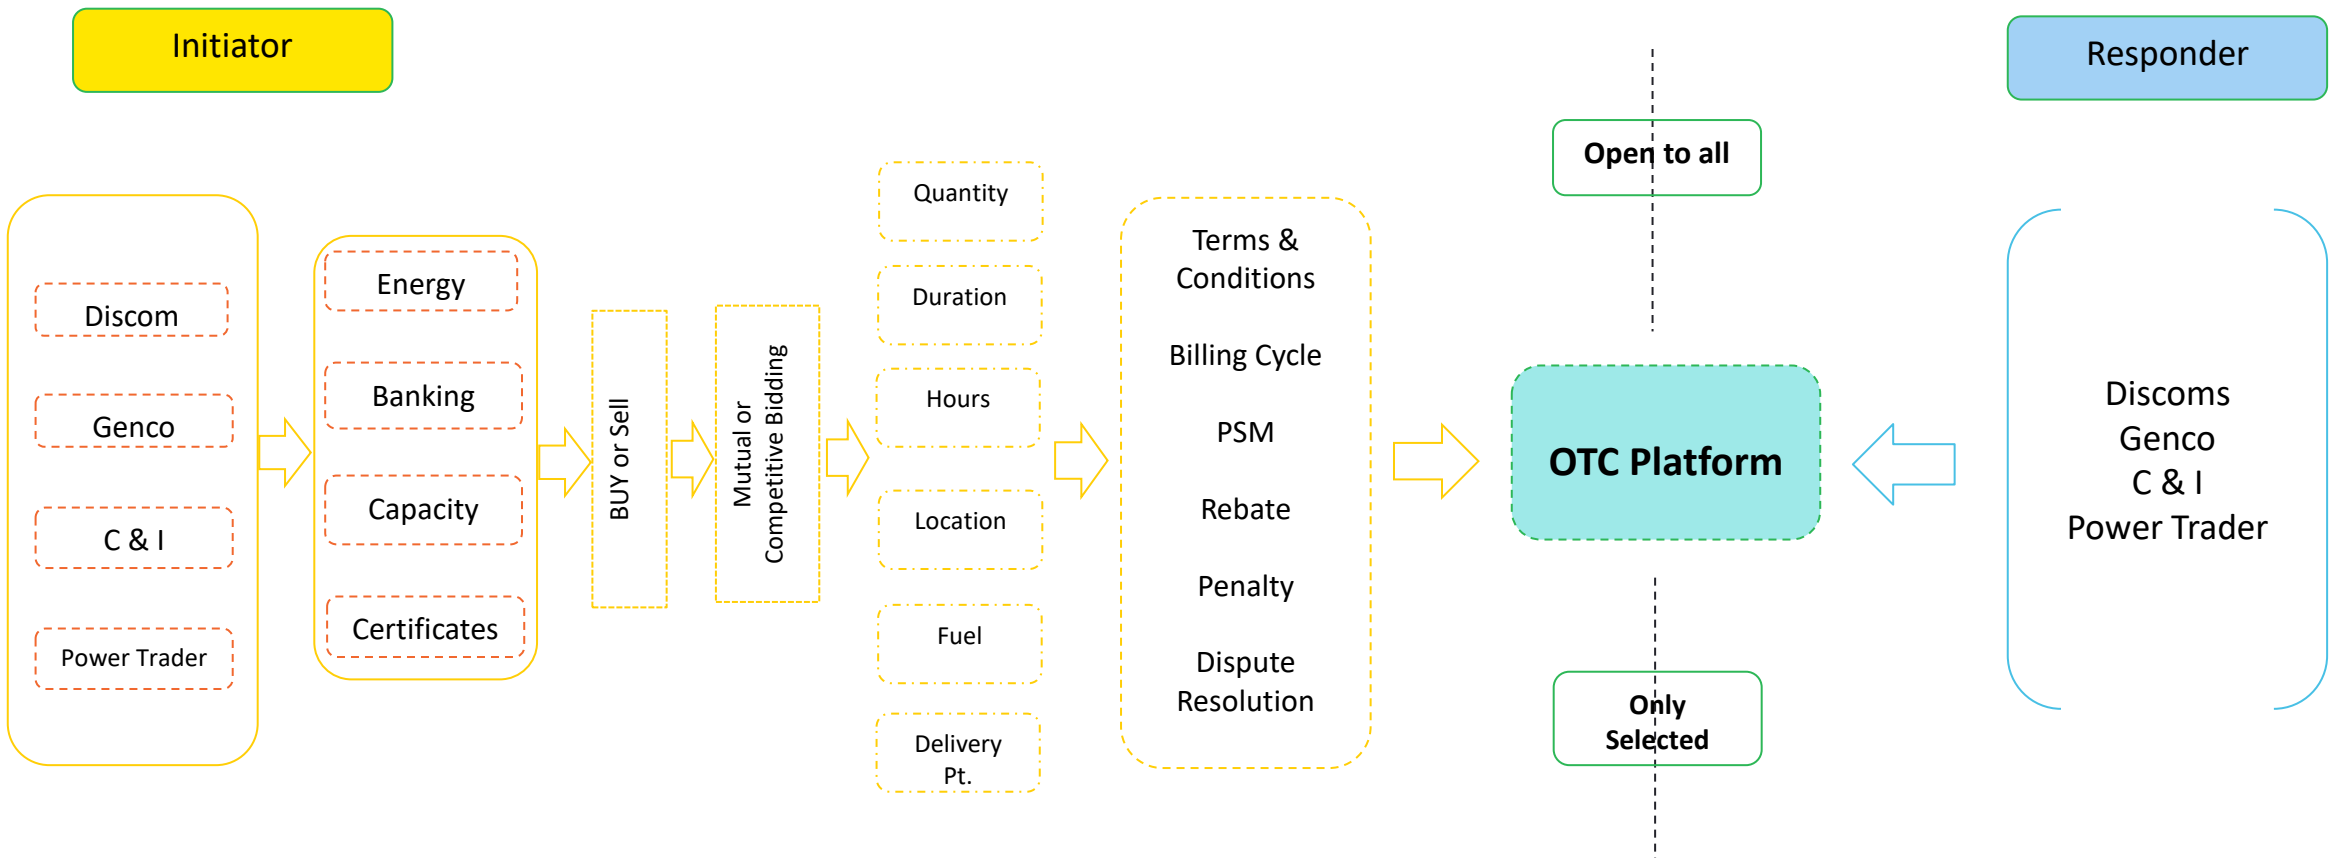 Initiator
Responder
Discom
Genco
C & I
Power Trader
Energy
Banking
Capacity
Certificates
BUY or Sell
Mutual or
Competitive Bidding
Quantity
Duration
Hours
Location
Fuel
Delivery
Pt.
Terms &
Conditions
Billing Cycle
PSM
Rebate
Penalty
Dispute
Resolution
Open to all
OTC Platform
Only
Selected
Discoms
Genco
C & I
Power Trader